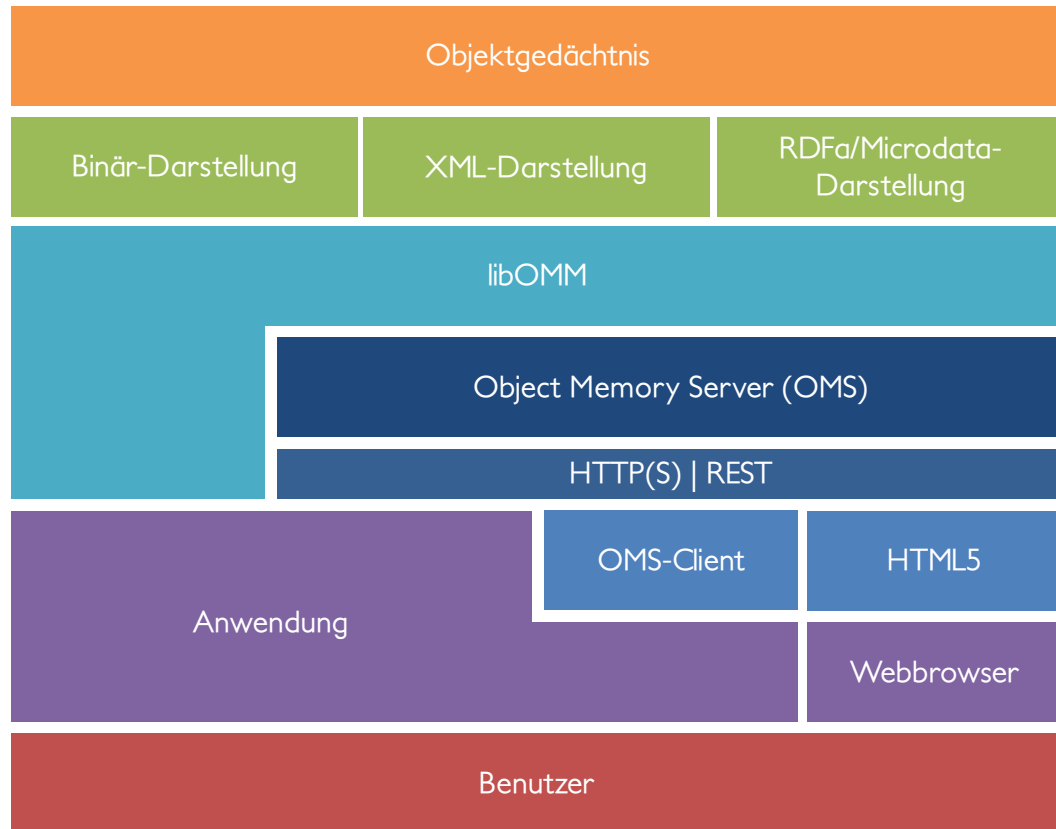 Objektgedächtnis
Binär-Darstellung
XML-Darstellung
RDFa/Microdata-
Darstellung
libOMM
Object Memory Server (OMS)
HTTP(S) | REST
OMS-Client
HTML5
Anwendung
Webbrowser
Benutzer